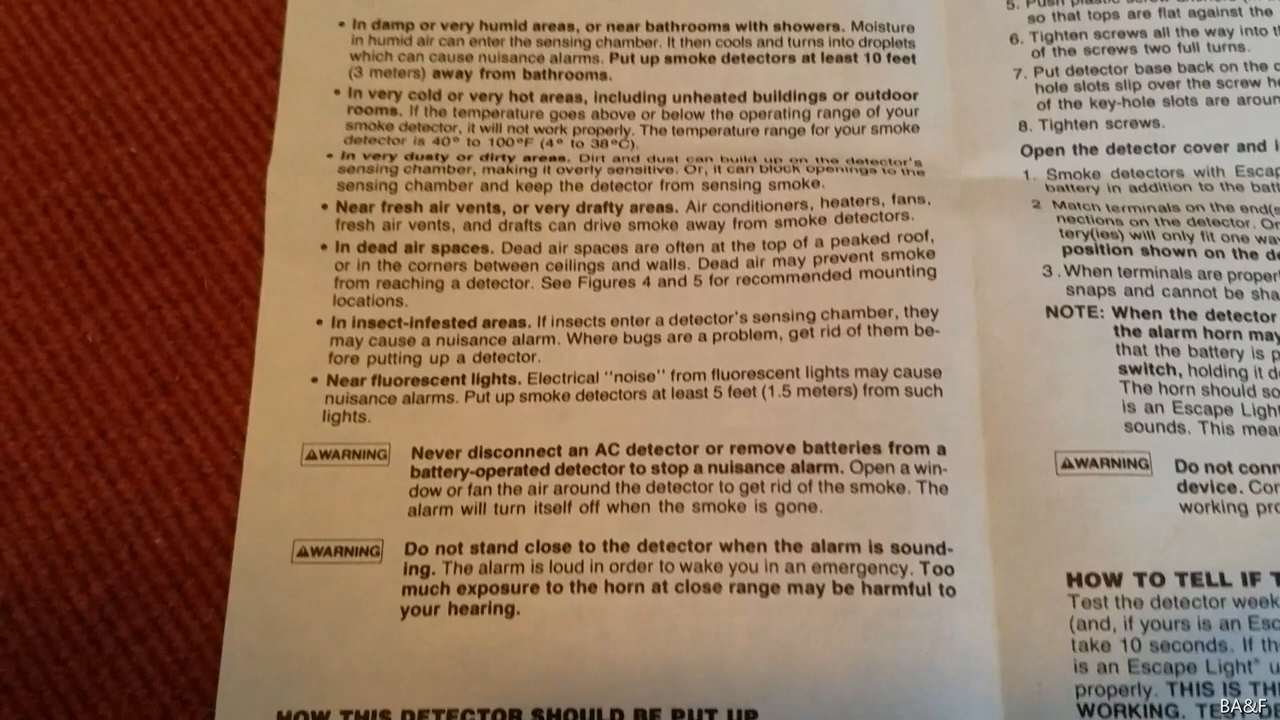 • In damp or very humid areas, or near bathrooms with showers. Moisture
in humid air can enter the sensing chamber. It then cools and turns into droplets
which can cause nuisance alarms. Put up smoke detectors at least 10 feet
(3 meters) away from bathrooms.
• In very cold or very hot areas, including unheated buildings or outdoor
rooms. If the temperature goes above or below the operating range of your
smoke detector, it will not work properly. The temperature range for your smoke
detector is 40° to 100°F (4° to 38°C).
• In very dusty or dirty areas. Dirt and dust can build up on the detector's
sensing chamber, making it overly sensitive. Or, it can block openings to the
sensing chamber and keep the detector from sensing smoke.
• Near fresh air vents, or very drafty areas. Air conditioners, heaters, fans,
fresh air vents, and drafts can drive smoke away from smoke detectors.
• In dead air spaces. Dead air spaces are often at the top of a peaked roof,
or in the corners between ceilings and walls. Dead air may prevent smoke
from reaching a detector. See Figures 4 and 5 for recommended mounting
locations.
• In insect-infested areas. If insects enter a detector's sensing chamber, they
may cause a nuisance alarm. Where bugs are a problem, get rid of them be-
fore putting up a detector.
• Near fluorescent lights. Electrical "noise" from fluorescent lights may cause
nuisance alarms. Put up smoke detectors at least 5 feet (1.5 meters) from such
lights.
⚠WARNING Never disconnect an AC detector or remove batteries from a
battery-operated detector to stop a nuisance alarm. Open a win-
dow or fan the air around the detector to get rid of the smoke. The
alarm will turn itself off when the smoke is gone.
⚠WARNING Do not stand close to the detector when the alarm is sound-
ing. The alarm is loud in order to wake you in an emergency. Too
much exposure to the horn at close range may be harmful to
your hearing.
HOW THIS DETECTOR SHOULD BE PUT UP
5. Push plastic screw
so that tops are flat against the
6. Tighten screws all the way into
of the screws two full turns.
7. Put detector base back on the
hole slots slip over the screw
of the key-hole slots are
8. Tighten screws.
Open the detector cover and
1. Smoke detectors with
battery in addition to the
2 Match terminals on the
nections on the detector.
tery(ies) will only fit one
position shown on the
3. When terminals are
snaps and cannot be
NOTE: When the detector
the alarm horn may
that the battery is
switch, holding it
The horn should
is an Escape
sounds. This
⚠WARNING Do not
device.
working
HOW TO TELL IF
Test the detector
(and, if yours is an
take 10 seconds. If
is an Escape Light®
properly. THIS IS
WORKING.
BA&F